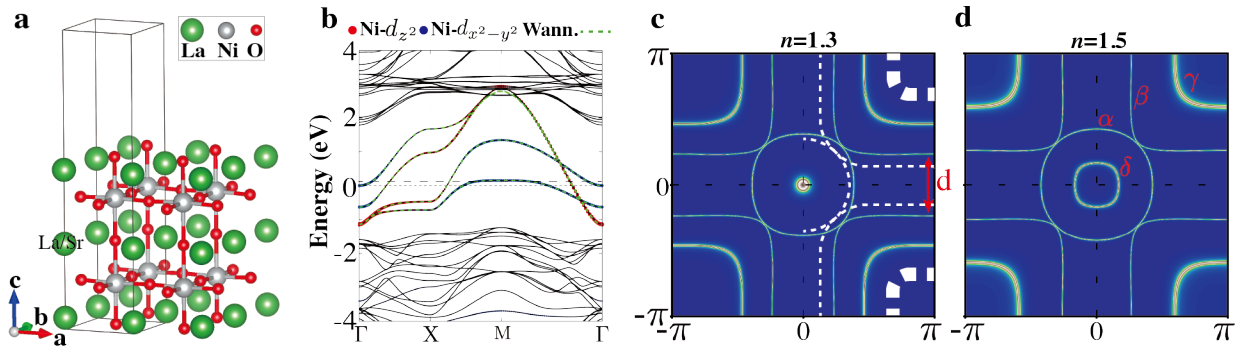 a
La Ni O
La/Sr
c
b
a
b
Ni-d_{z^2} Ni-d_{x^2-y^2} Wann.
Energy (eV)
4
2
0
-2
-4
Γ X M Γ
c
n=1.3
π
0
-π
-π 0 π
d
d
n=1.5
β γ
α
δ
π
0
-π
-π 0 π